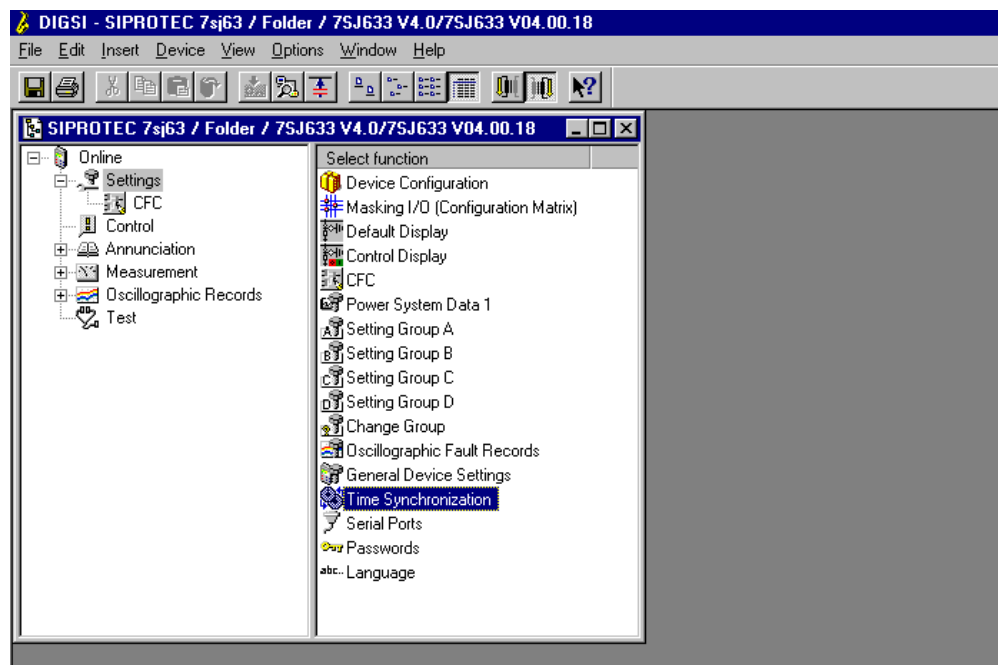 DIGSI - SIPROTEC 7sj63 / Folder / 7SJ633 V4.0/7SJ633 V04.00.18
File Edit Insert Device View Options Window Help
SIPROTEC 7sj63 / Folder / 7SJ633 V4.0/7SJ633 V04.00.18
Online
Settings
CFC
Control
Annunciation
Measurement
Oscillographic Records
Test
Select function
Device Configuration
Masking I/O (Configuration Matrix)
Default Display
Control Display
CFC
Power System Data 1
A Setting Group A
B Setting Group B
C Setting Group C
D Setting Group D
Change Group
Oscillographic Fault Records
General Device Settings
Time Synchronization
Serial Ports
Passwords
abc.. Language